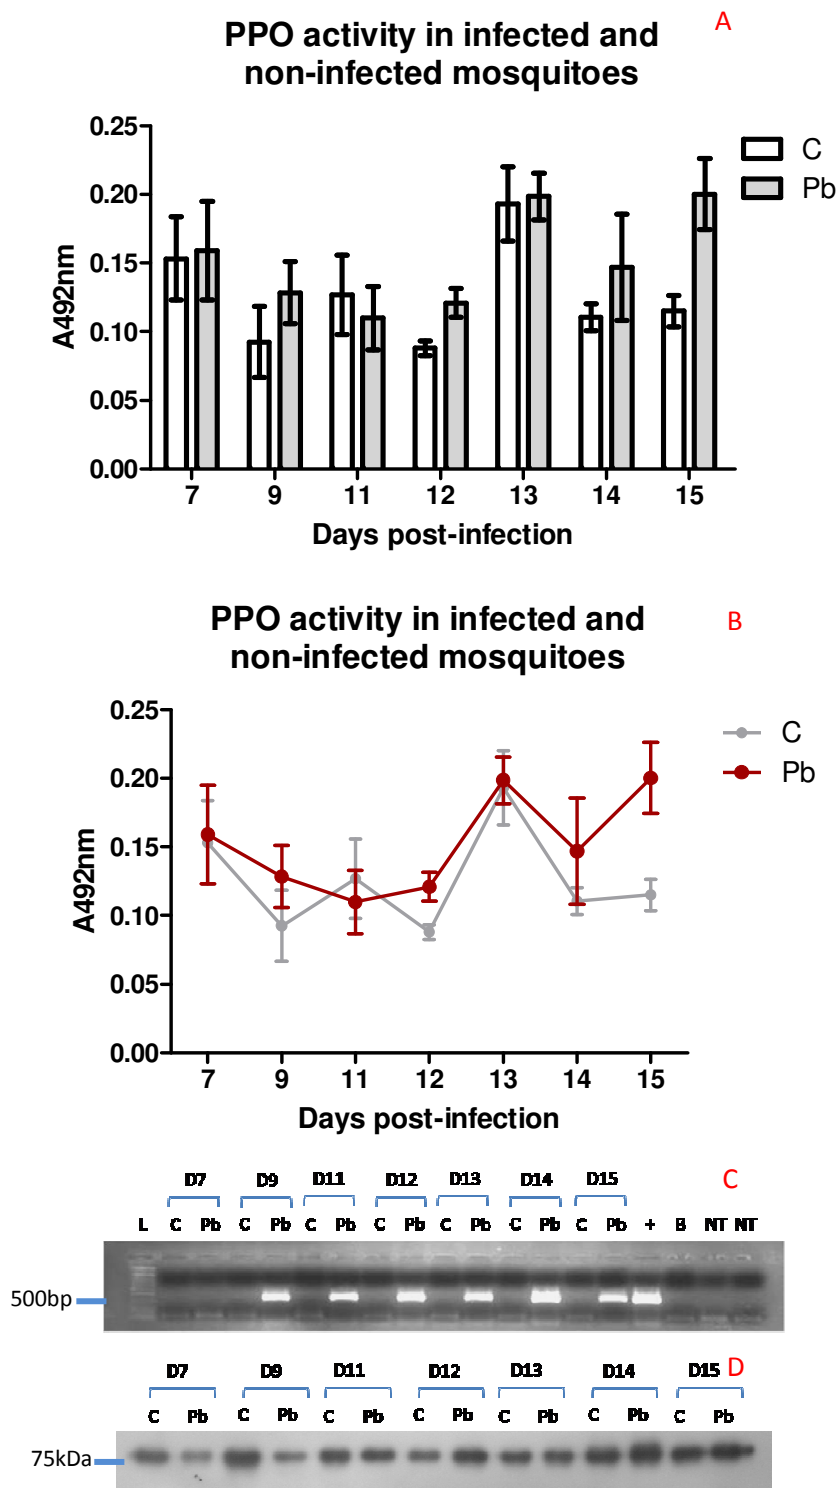 PPO activity in infected and
non-infected mosquitoes
A
0.25
0.20
0.15
0.10
0.05
0.00
A492nm
C
Pb
7 9 11 12 13 14 15
Days post-infection
PPO activity in infected and
non-infected mosquitoes
B
0.25
0.20
0.15
0.10
0.05
0.00
A492nm
C
Pb
7 9 11 12 13 14 15
Days post-infection
C
D7 D9 D11 D12 D13 D14 D15
L C Pb C Pb C Pb C Pb C Pb C Pb C Pb + B NT NT
500bp
D7 D9 D11 D12 D13 D14 D15 D
C Pb C Pb C Pb C Pb C Pb C Pb C Pb
75kDa